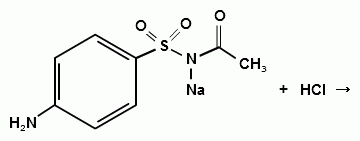 O O O
S N
CH₃
Na
H₂N
+ HCl →